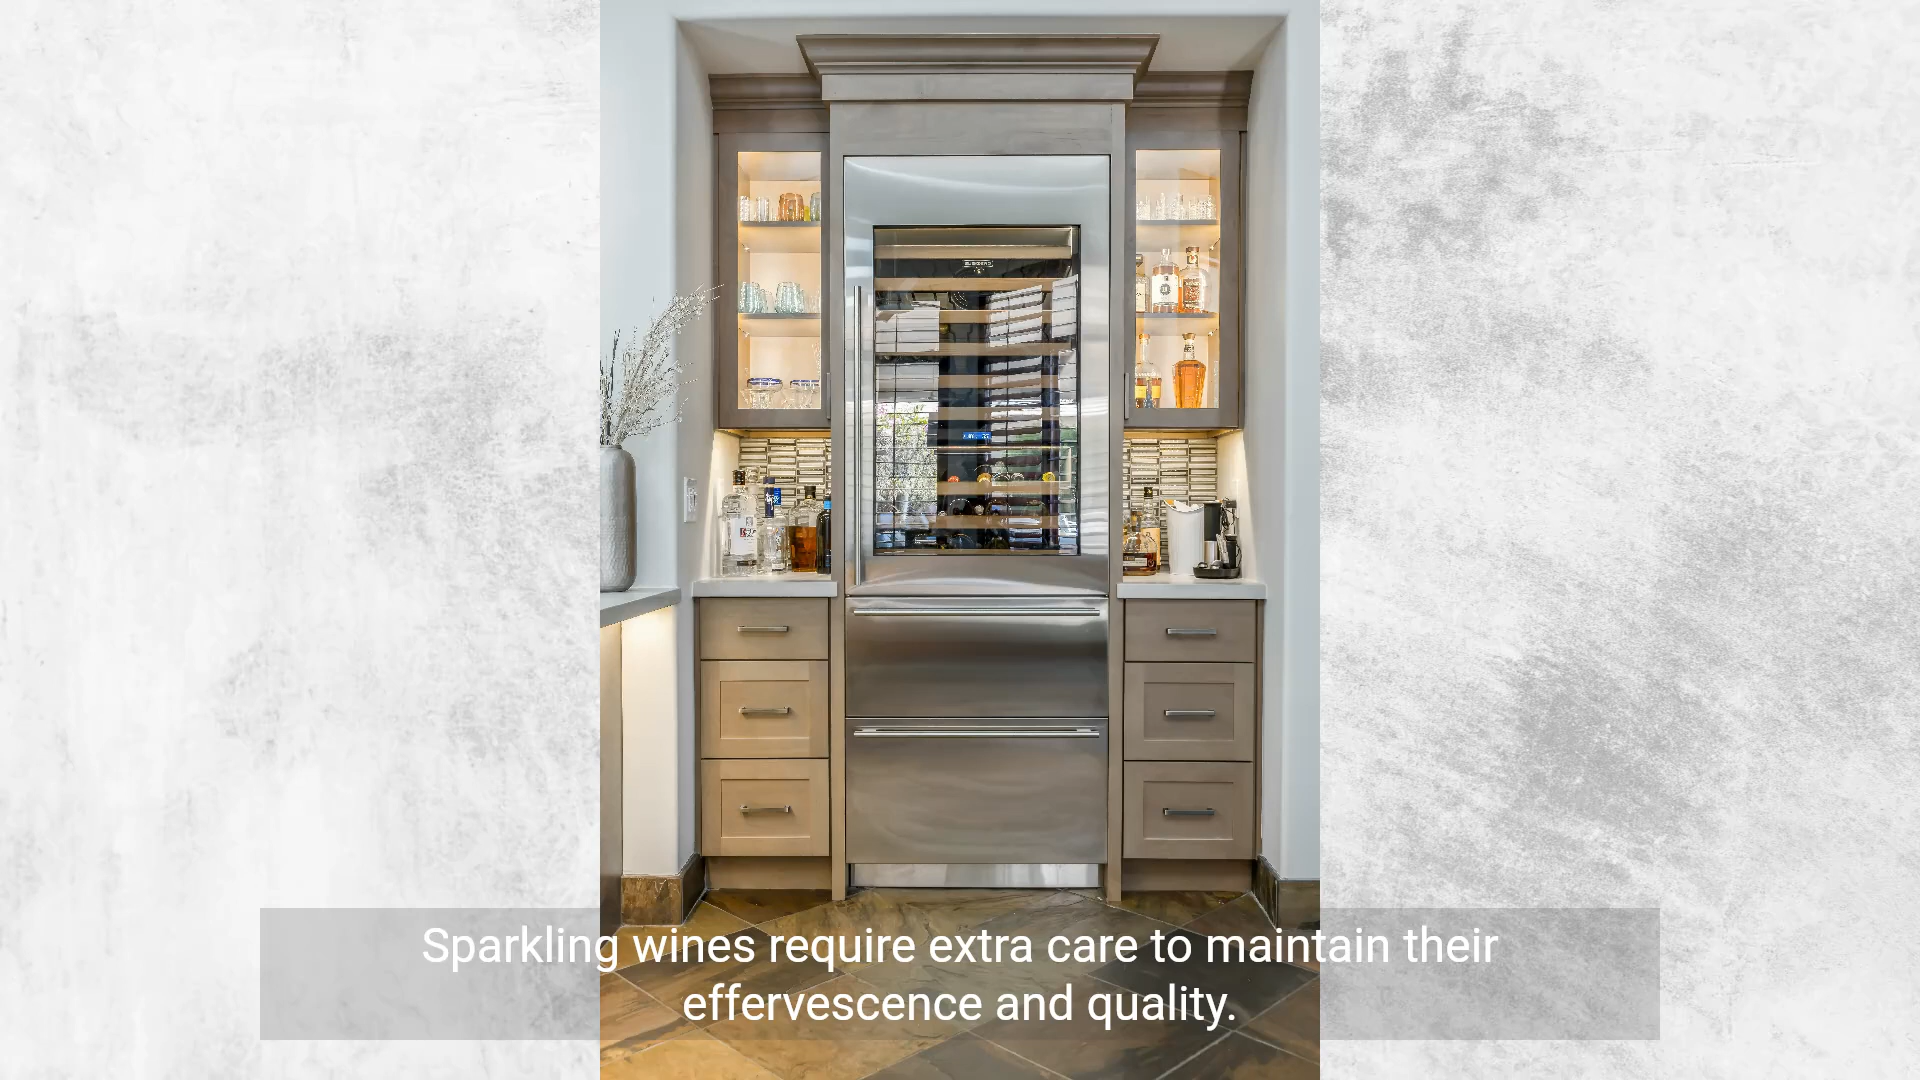 Sparkling wines require extra care to maintain their
effervescence and quality.